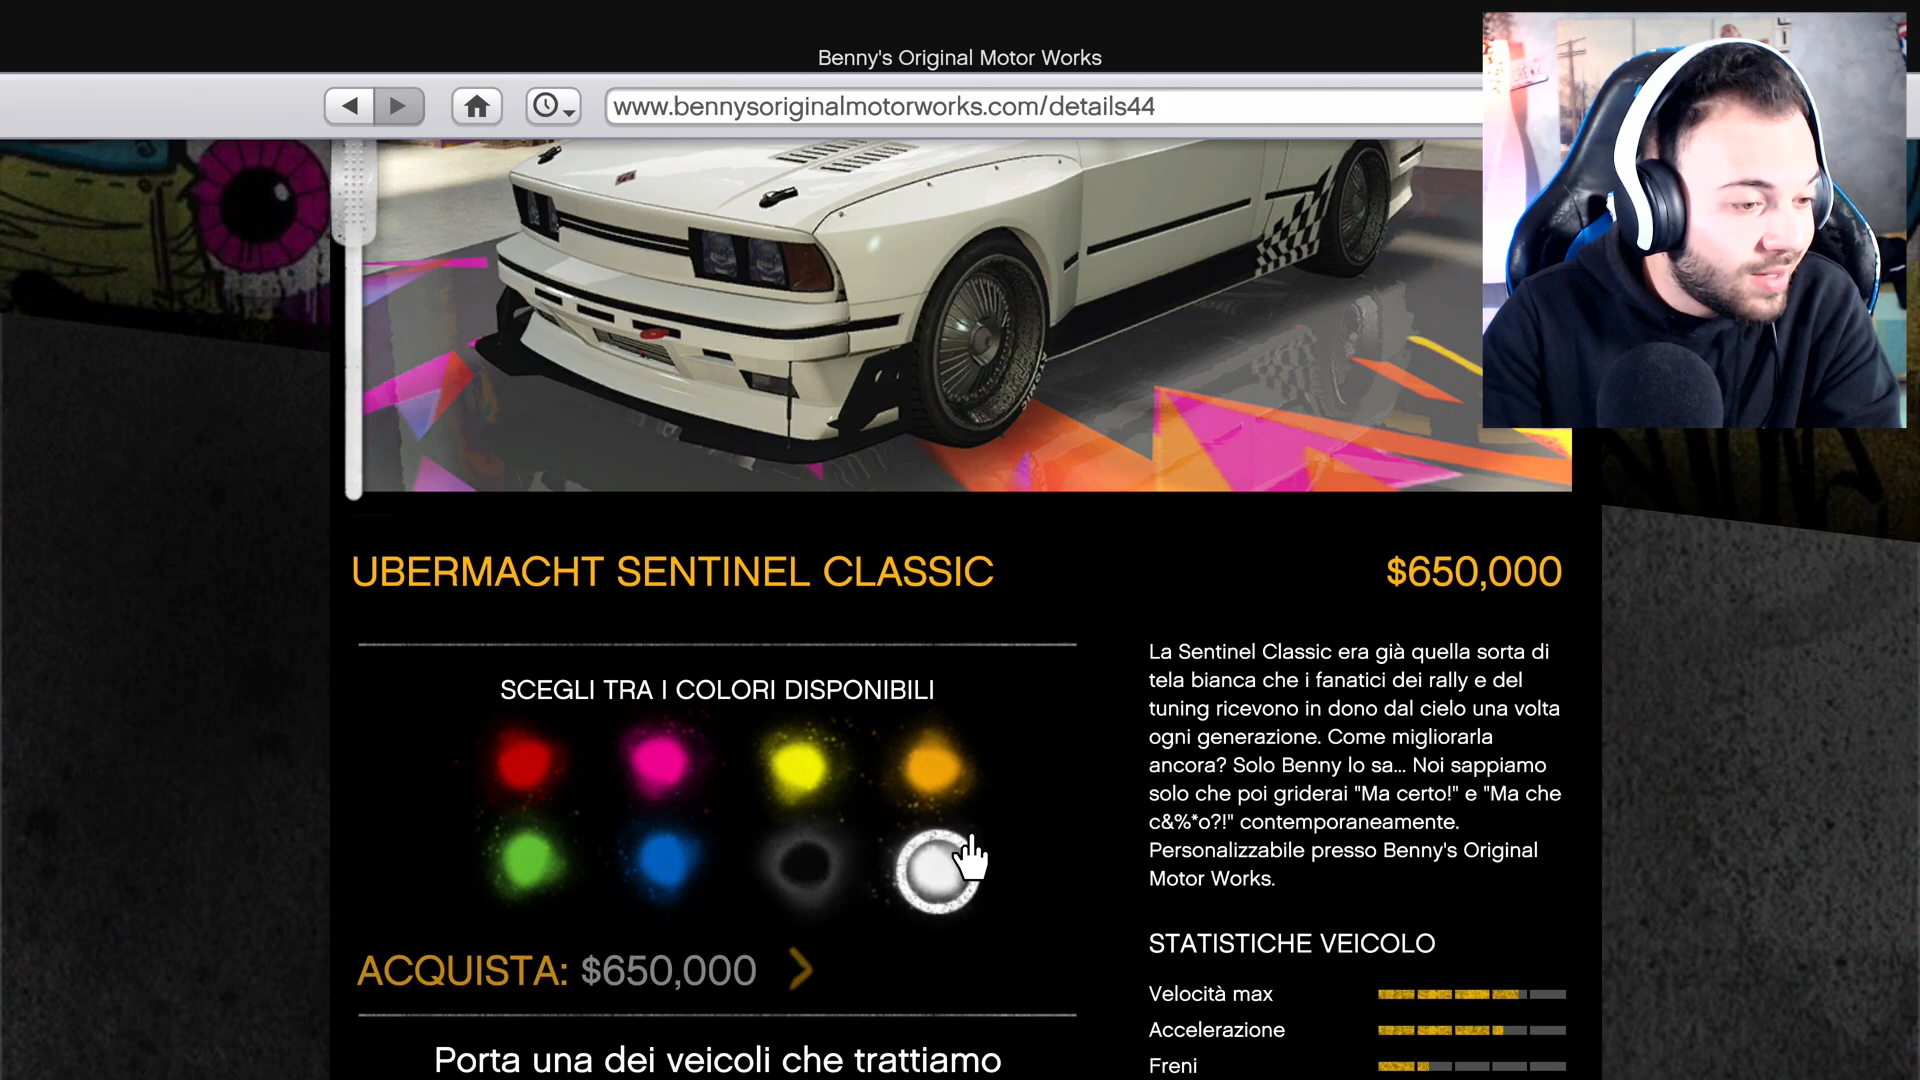 Benny's Original Motor Works
www.bennysoriginalmotorworks.com/details44
UBERMACHT SENTINEL CLASSIC
$650,000
SCEGLI TRA I COLORI DISPONIBILI
ACQUISTA: $650,000
Porta una dei veicoli che trattiamo
La Sentinel Classic era già quella sorta di
tela bianca che i fanatici dei rally e del
tuning ricevono in dono dal cielo una volta
ogni generazione. Come migliorarla
ancora? Solo Benny lo sa... Noi sappiamo
solo che poi griderai "Ma certo!" e "Ma che
c&%*o?!" contemporaneamente.
Personalizzabile presso Benny's Original
Motor Works.
STATISTICHE VEICOLO
Velocità max
Accelerazione
Freni